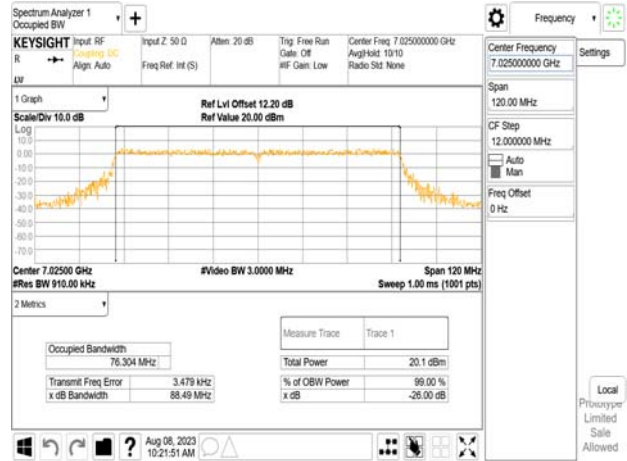 Spectrum Analyzer 1
Occupied BW
Frequency
KEYSIGHT
R
Input: RF
Coupling: DC
Align: Auto
Input Z: 50 Ω
Freq Ref: Int (S)
Atten: 20 dB
Trig: Free Run
Gate: Off
#IF Gain: Low
Center Freq: 7.025000000 GHz
Avg|Hold: 10/10
Radio Std: None
Center Frequency
7.025000000 GHz
Settings
Span
120.00 MHz
CF Step
12.000000 MHz
Auto
Man
Freq Offset
0 Hz
1 Graph
Scale/Div 10.0 dB
Ref Lvl Offset 12.20 dB
Ref Value 20.00 dBm
Log
10.0
0.00
-10.0
-20.0
-30.0
-40.0
-50.0
-60.0
-70.0
Center 7.02500 GHz
#Res BW 910.00 kHz
#Video BW 3.0000 MHz
Span 120 MHz
Sweep 1.00 ms (1001 pts)
2 Metrics
Measure Trace
Trace 1
Occupied Bandwidth
76.304 MHz
Total Power
20.1 dBm
Transmit Freq Error
3.479 kHz
% of OBW Power
99.00 %
x dB Bandwidth
88.49 MHz
x dB
-26.00 dB
Local
Prototype
Limited
Sale
Allowed
?
Aug 08, 2023
10:21:51 AM